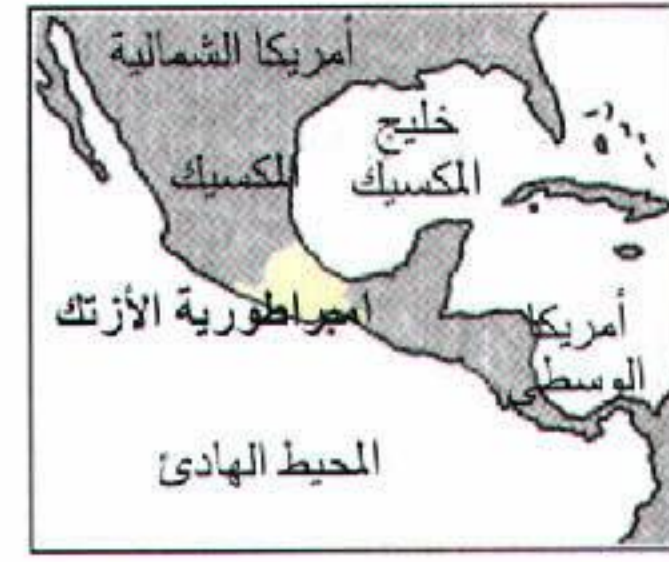 أمريكا الشمالية
خليج
المكسيك
المكسيك
امبراطورية الأزتك
أمريكا
الوسطى
المحيط الهادئ